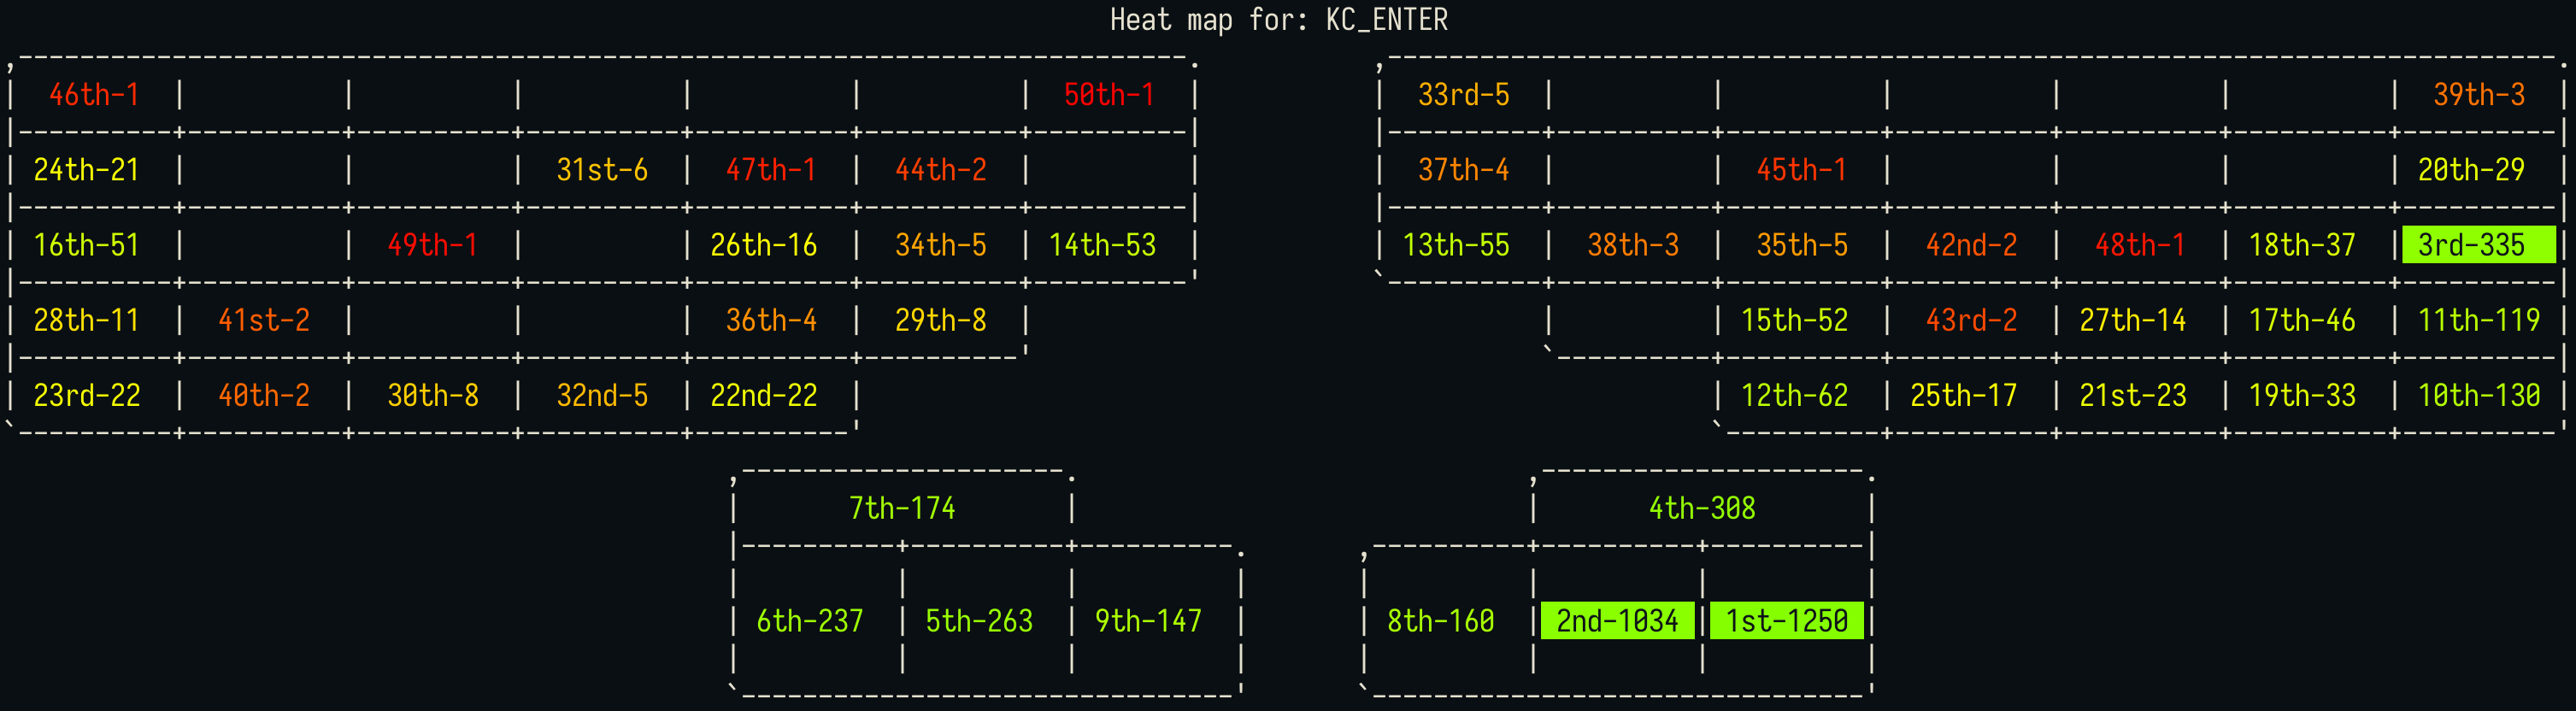 Heat map for: KC_ENTER
46th-1 50th-1 33rd-5 39th-3
24th-21 31st-6 47th-1 44th-2 37th-4 45th-1 20th-29
16th-51 49th-1 26th-16 34th-5 14th-53 13th-55 38th-3 35th-5 42nd-2 48th-1 18th-37 3rd-335
28th-11 41st-2 36th-4 29th-8 15th-52 43rd-2 27th-14 17th-46 11th-119
23rd-22 40th-2 30th-8 32nd-5 22nd-22 12th-62 25th-17 21st-23 19th-33 10th-130
7th-174 4th-308
6th-237 5th-263 9th-147 8th-160 2nd-1034 1st-1250